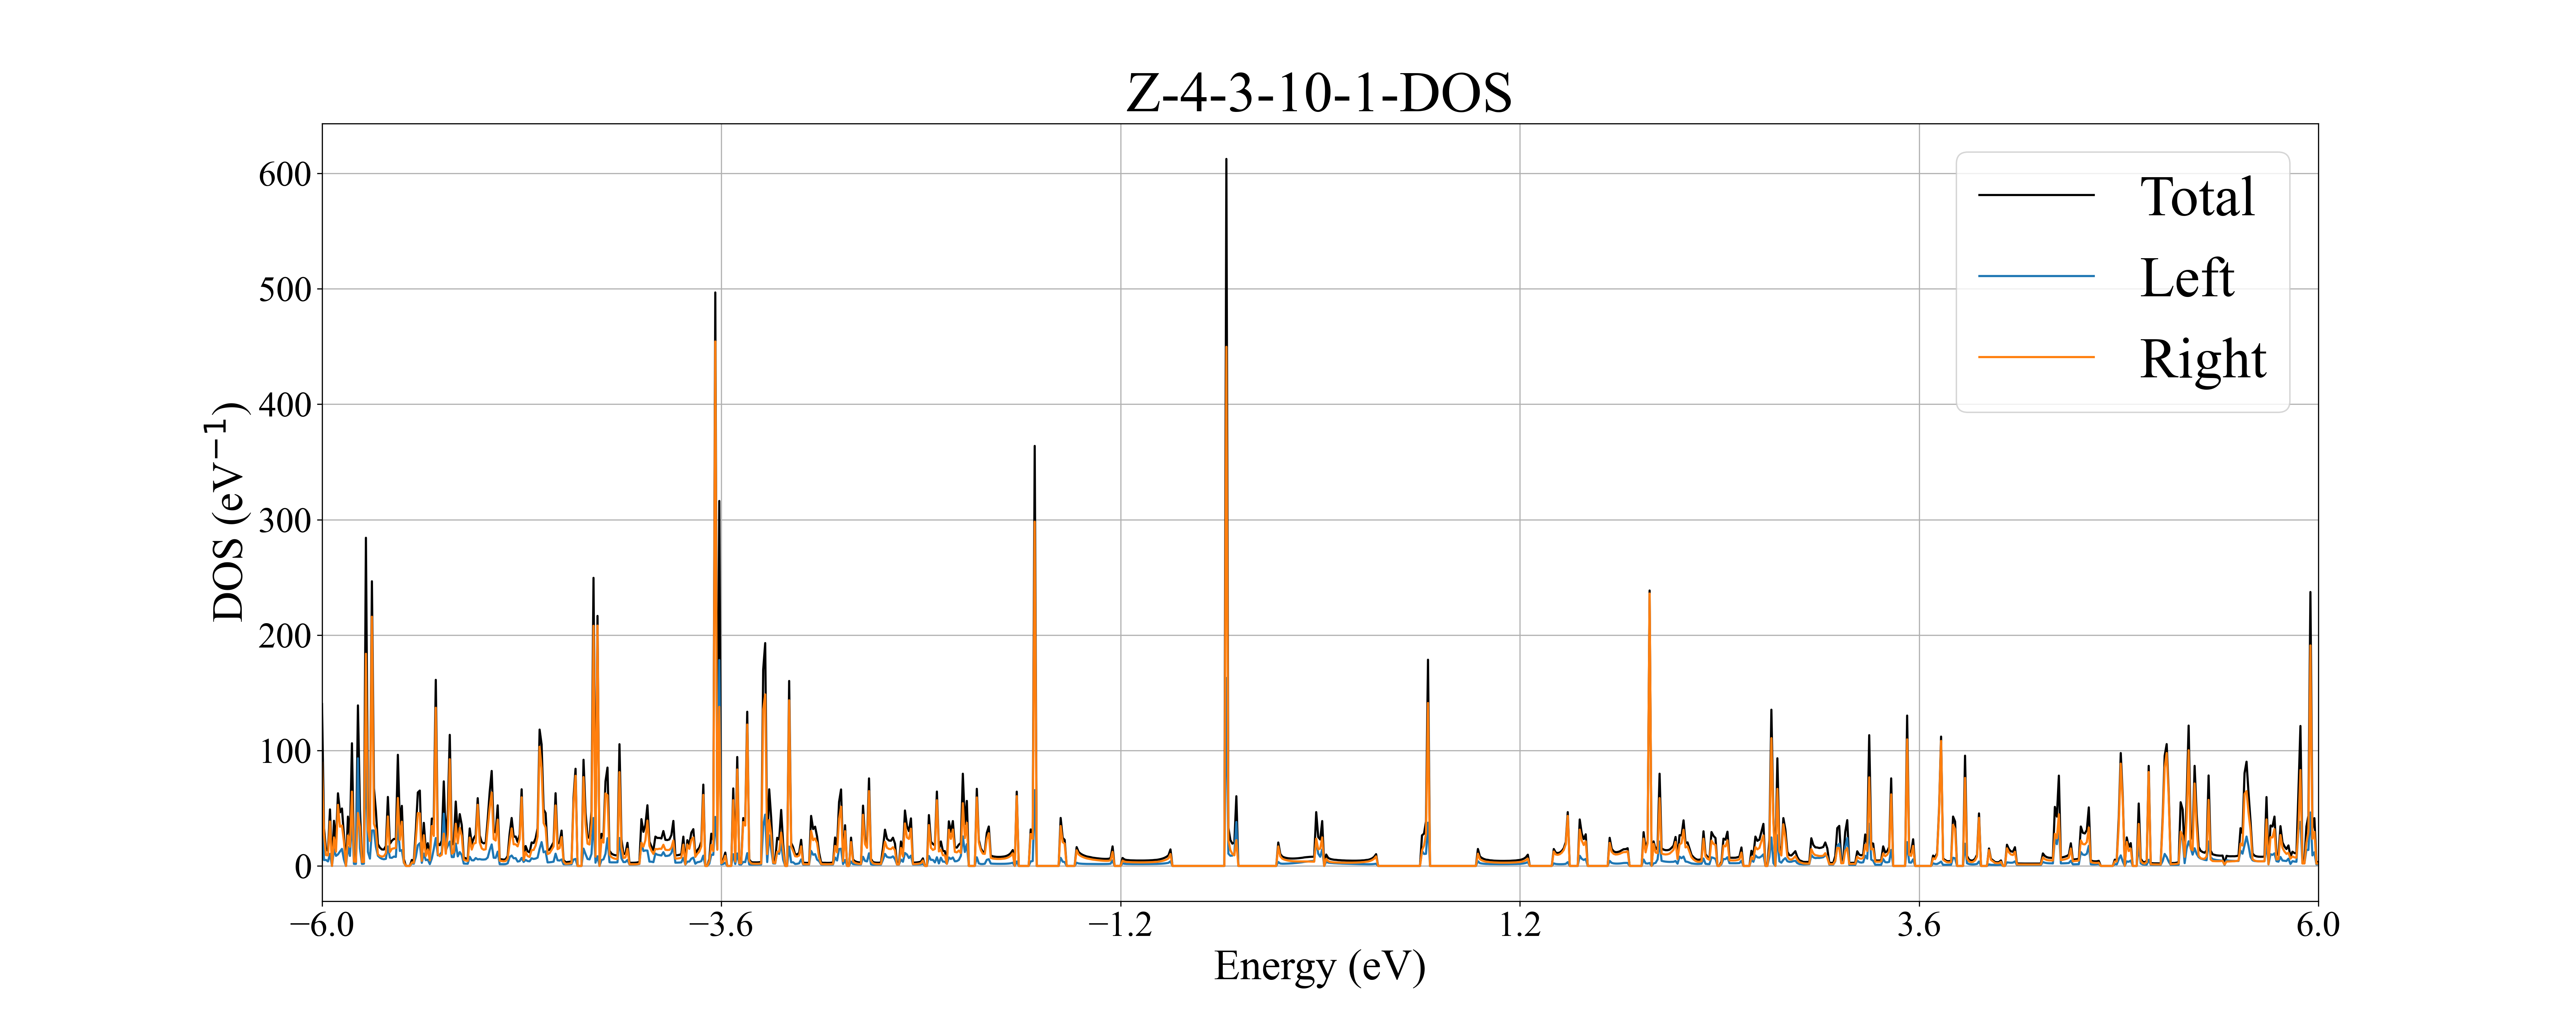 Z-4-3-10-1-DOS
DOS (eV⁻¹)
600
500
400
300
200
100
0
Total
Left
Right
−6.0 −3.6 −1.2 1.2 3.6 6.0
Energy (eV)